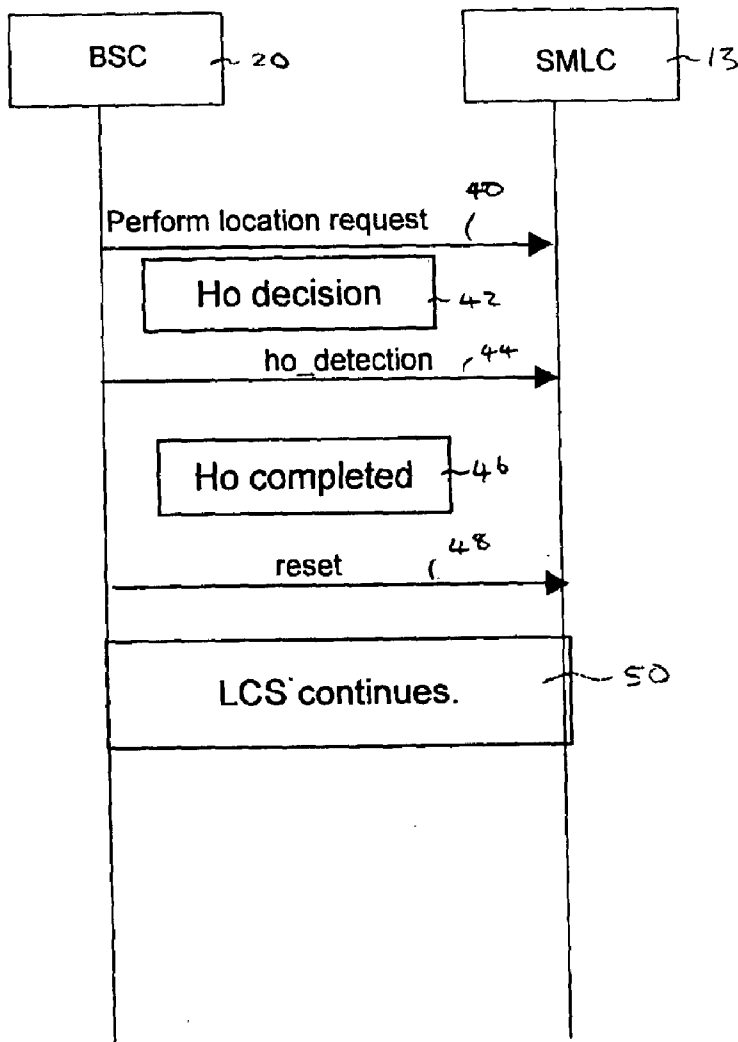 BSC 20
SMLC 13
40
Perform location request
Ho decision 42
ho_detection 44
Ho completed 46
48
reset
LCS continues. 50